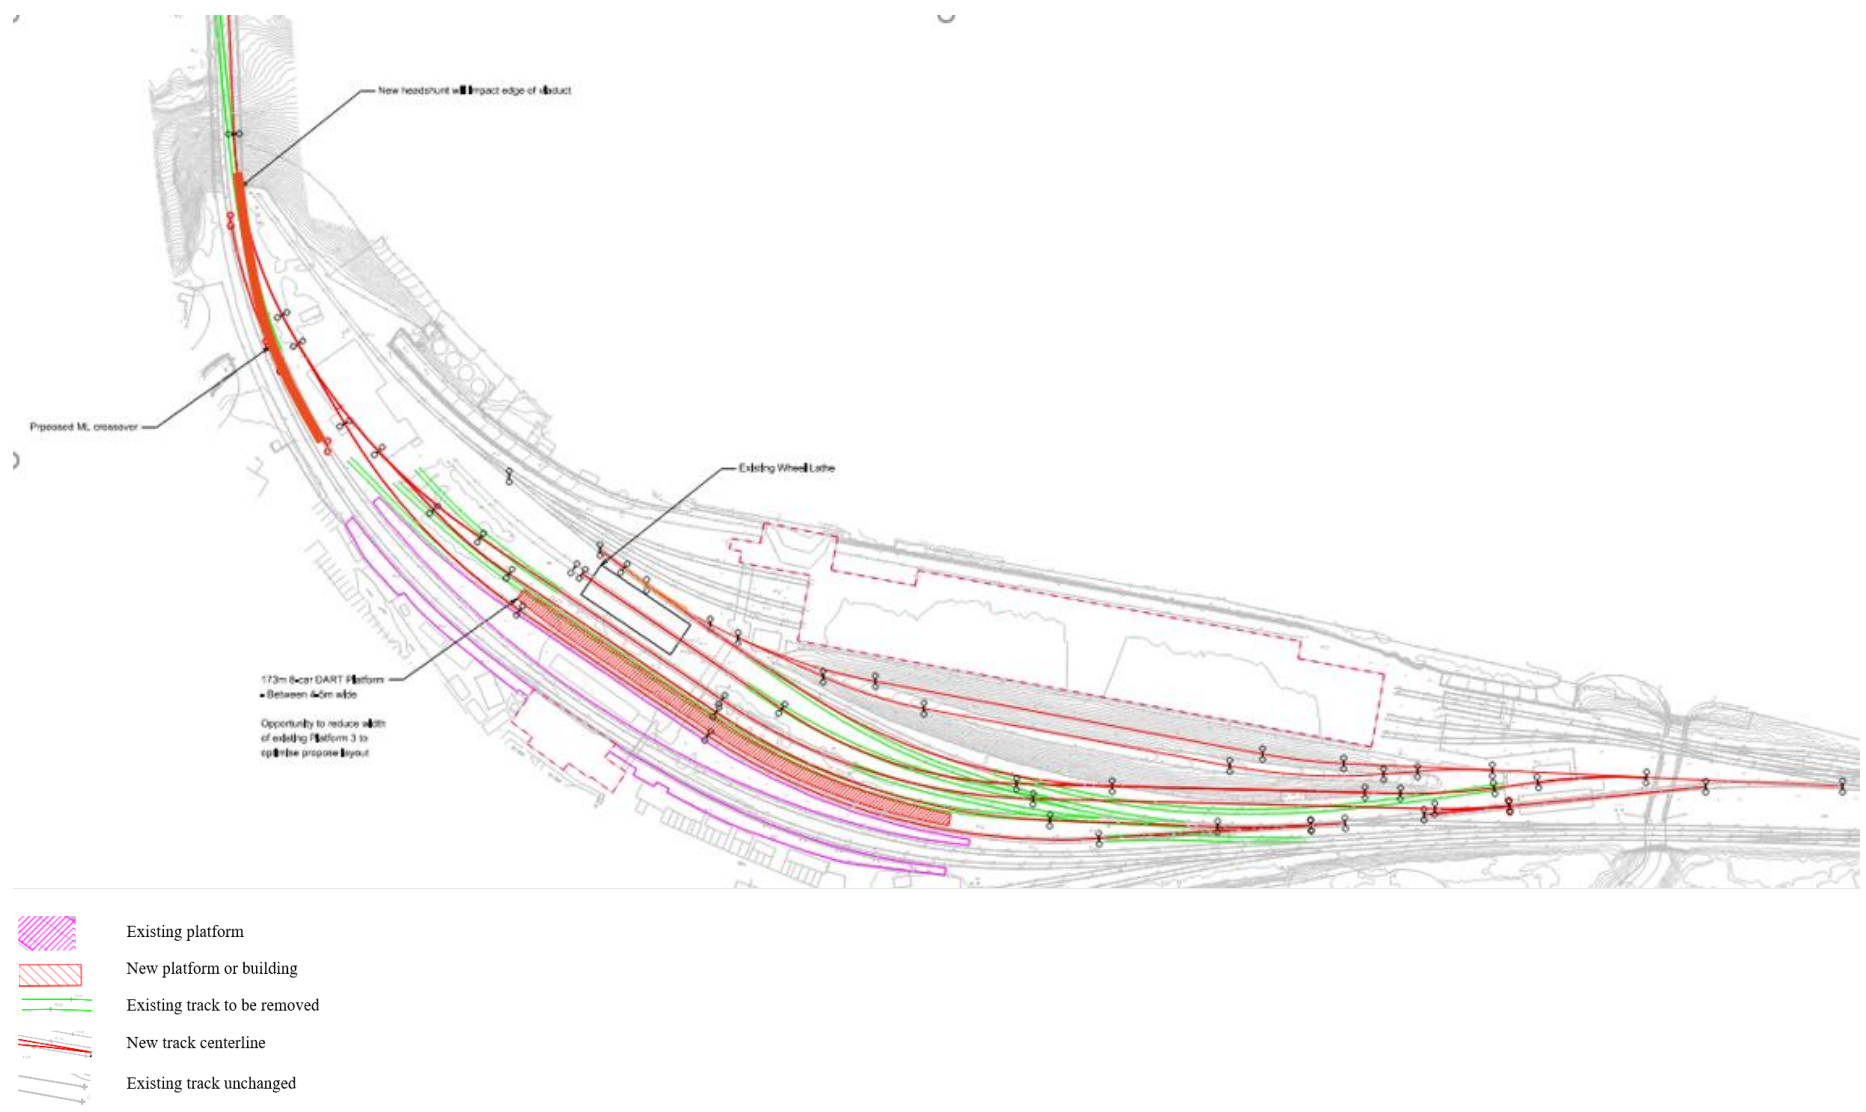 New headshunt will impact edge of viaduct
Prpeosed ML crossover
Existing Wheel Lathe
173m 8-car DART Platform
- Between 4-5m wide
Opportunity to reduce width
of existing Platform 3 to
optimise propose layout
Existing platform
New platform or building
Existing track to be removed
New track centerline
Existing track unchanged